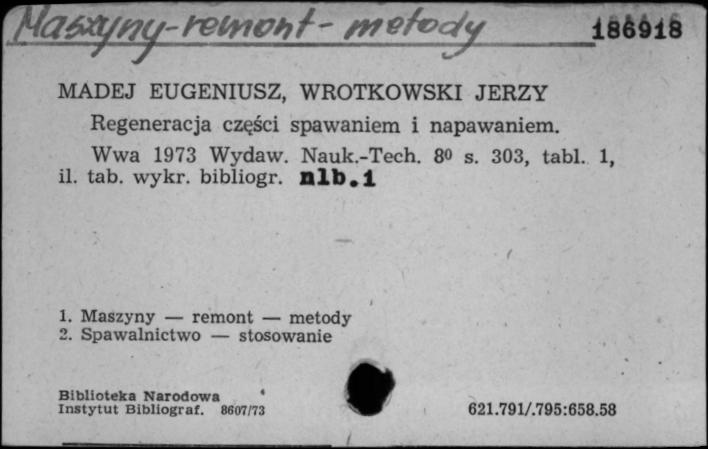 Maszyny-remont-metody 186918
MADEJ EUGENIUSZ, WROTKOWSKI JERZY
Regeneracja części spawaniem i napawaniem.
Wwa 1973 Wydaw. Nauk.-Tech. 8º s. 303, tabl. 1,
il. tab. wykr. bibliogr. nlb.1
1. Maszyny — remont — metody
2. Spawalnictwo — stosowanie
Biblioteka Narodowa
Instytut Bibliograf. 8607/73
621.791/.795:658.58